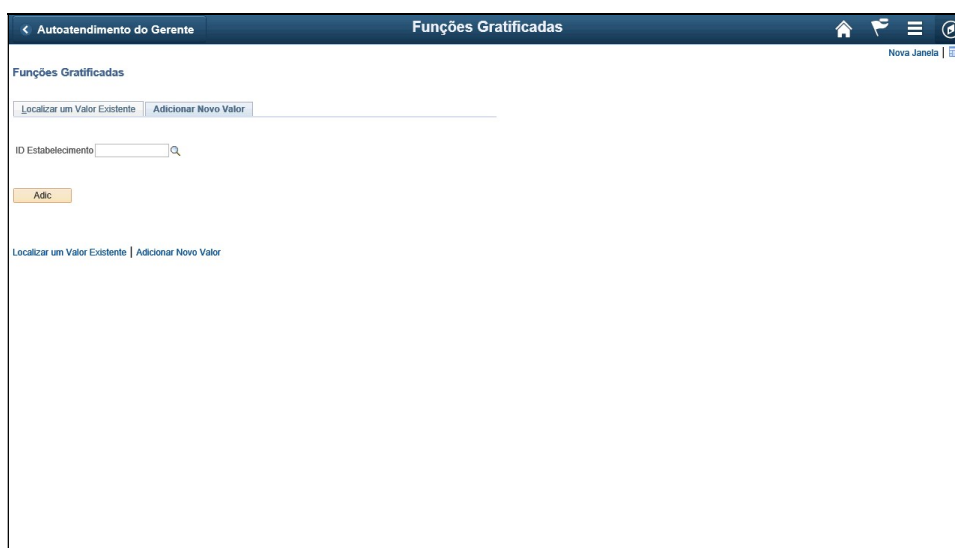 Autoatendimento do Gerente Funções Gratificadas
Nova Janela |
Funções Gratificadas
Localizar um Valor Existente Adicionar Novo Valor
ID Estabelecimento
Adic
Localizar um Valor Existente | Adicionar Novo Valor